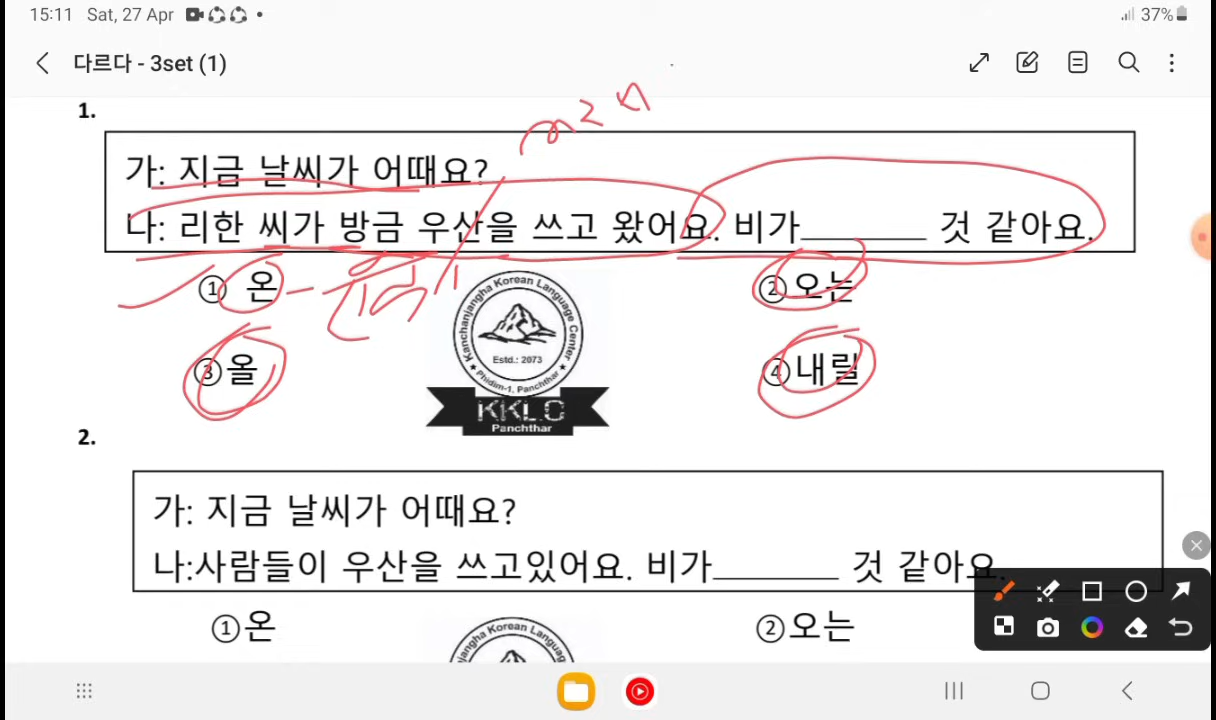 15:11 Sat, 27 Apr 37%
다르다 - 3set (1)
1.
가: 지금 날씨가 어때요?
나: 리한 씨가 방금 우산을 쓰고 왔어요. 비가________ 것 같아요.
① 온 ② 오는
③ 올 ④ 내릴
Kanchanjangha Korean Language Center
Estd.: 2073
Phidim-1, Panchthar
KKLC
Panchthar
2.
가: 지금 날씨가 어때요?
나:사람들이 우산을 쓰고있어요. 비가________ 것 같아요.
①온 ②오는
Korean Language